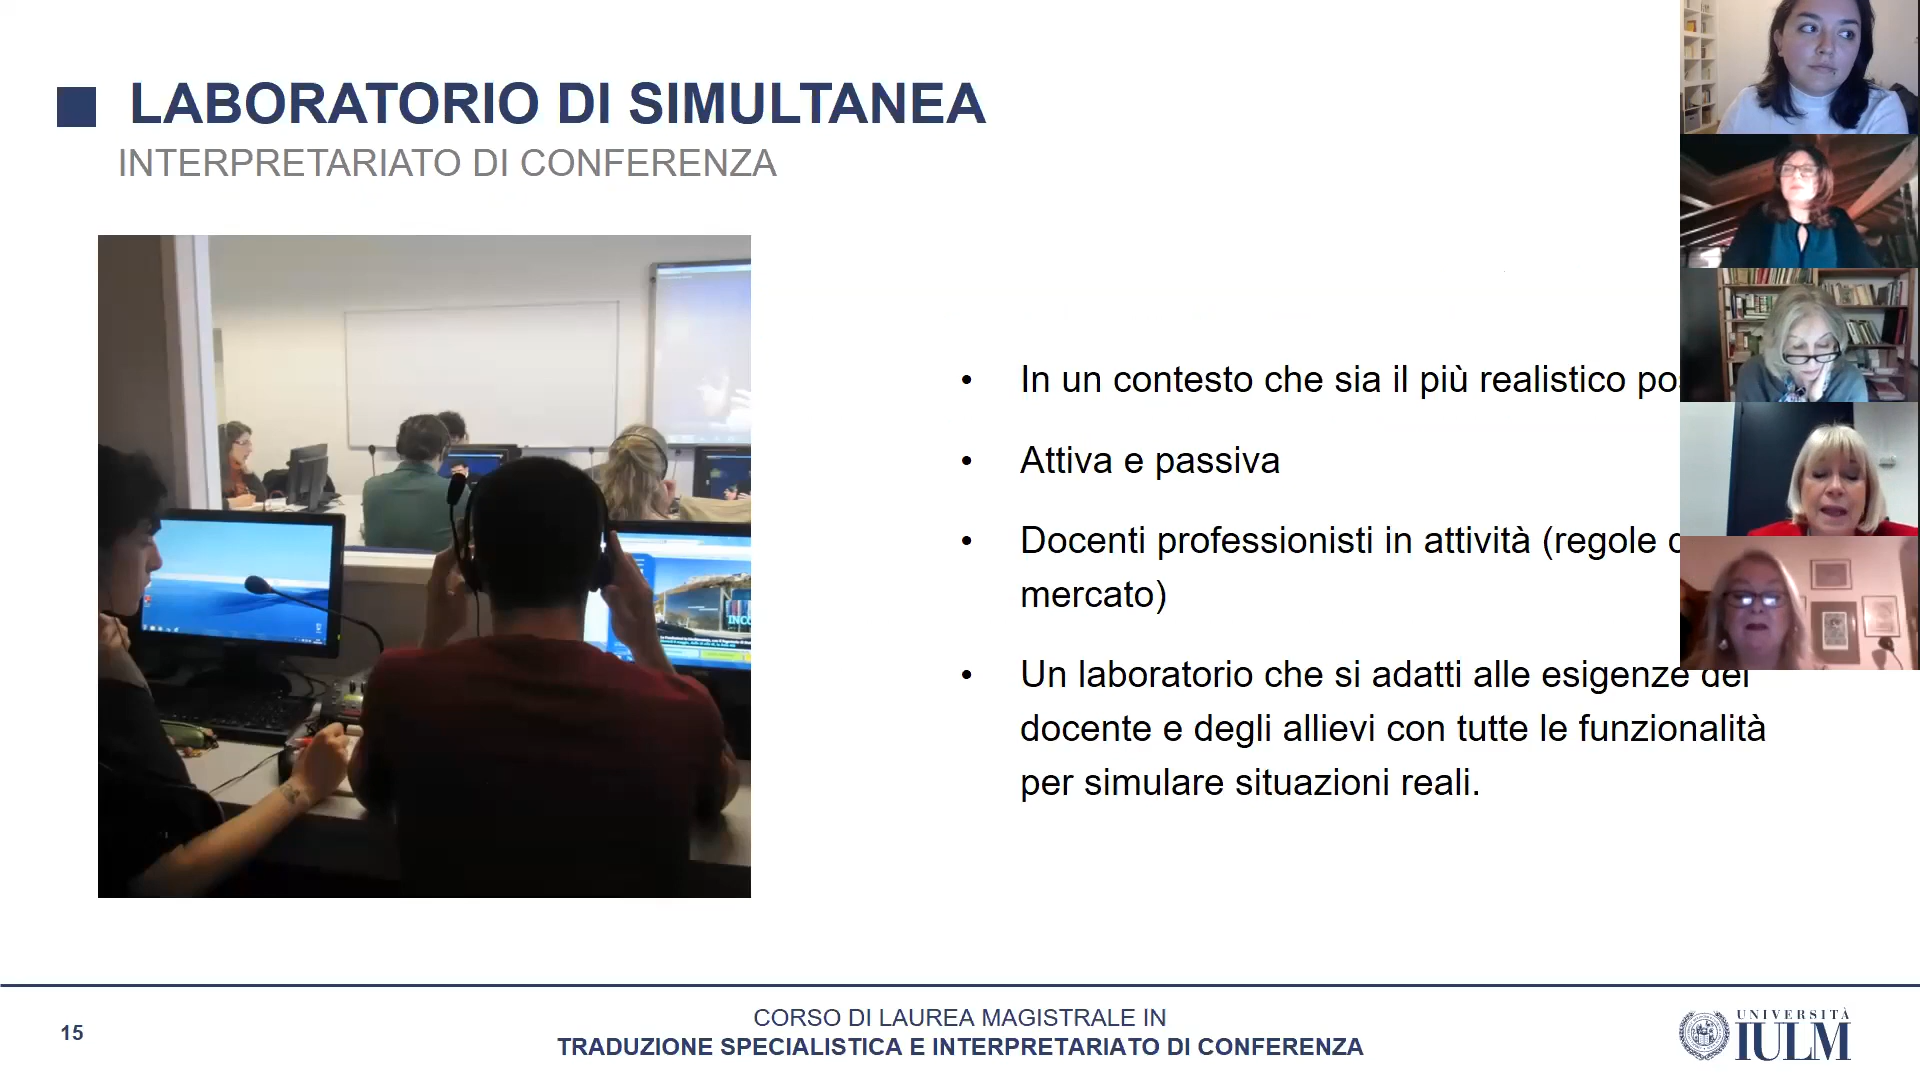 LABORATORIO DI SIMULTANEA
INTERPRETARIATO DI CONFERENZA
• In un contesto che sia il più realistico
• Attiva e passiva
• Docenti professionisti in attività (regole
mercato)
• Un laboratorio che si adatti alle esigenze del
docente e degli allievi con tutte le funzionalità
per simulare situazioni reali.
15
CORSO DI LAUREA MAGISTRALE IN
TRADUZIONE SPECIALISTICA E INTERPRETARIATO DI CONFERENZA
UNIVERSITÀ
IULM